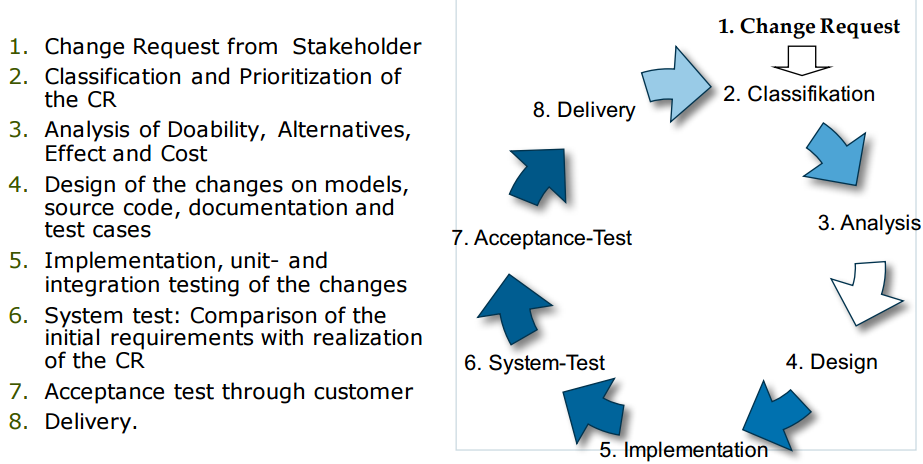 1. Change Request from Stakeholder
2. Classification and Prioritization of
the CR
3. Analysis of Doability, Alternatives,
Effect and Cost
4. Design of the changes on models,
source code, documentation and
test cases
5. Implementation, unit- and
integration testing of the changes
6. System test: Comparison of the
initial requirements with realization
of the CR
7. Acceptance test through customer
8. Delivery.
1. Change Request
2. Classifikation
3. Analysis
4. Design
5. Implementation
6. System-Test
7. Acceptance-Test
8. Delivery